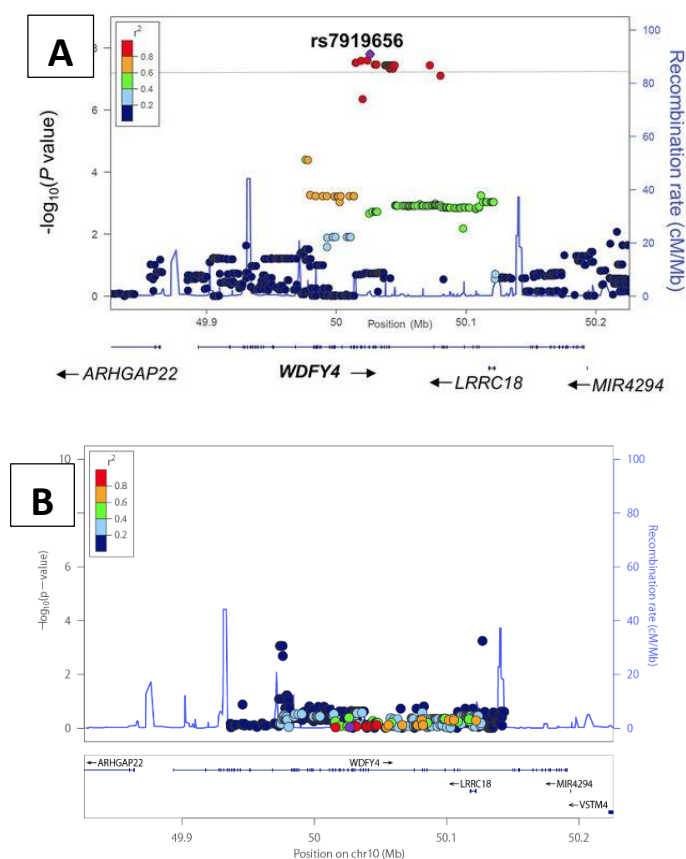 A
rs7919656
r²
0.8
0.6
0.4
0.2
8
6
4
2
0
-log₁₀(P value)
100
80
60
40
20
0
Recombination rate (cM/Mb)
49.9
50
50.1
50.2
Position (Mb)
← ARHGAP22
WDFY4 →
← LRRC18
← MIR4294
B
r²
0.8
0.6
0.4
0.2
10
6
4
2
0
−log₁₀(p−value)
100
80
60
40
20
0
Recombination rate (cM/Mb)
← ARHGAP22
WDFY4 →
← LRRC18
← MIR4294
← VSTM4
49.9
50
50.1
50.2
Position on chr10 (Mb)